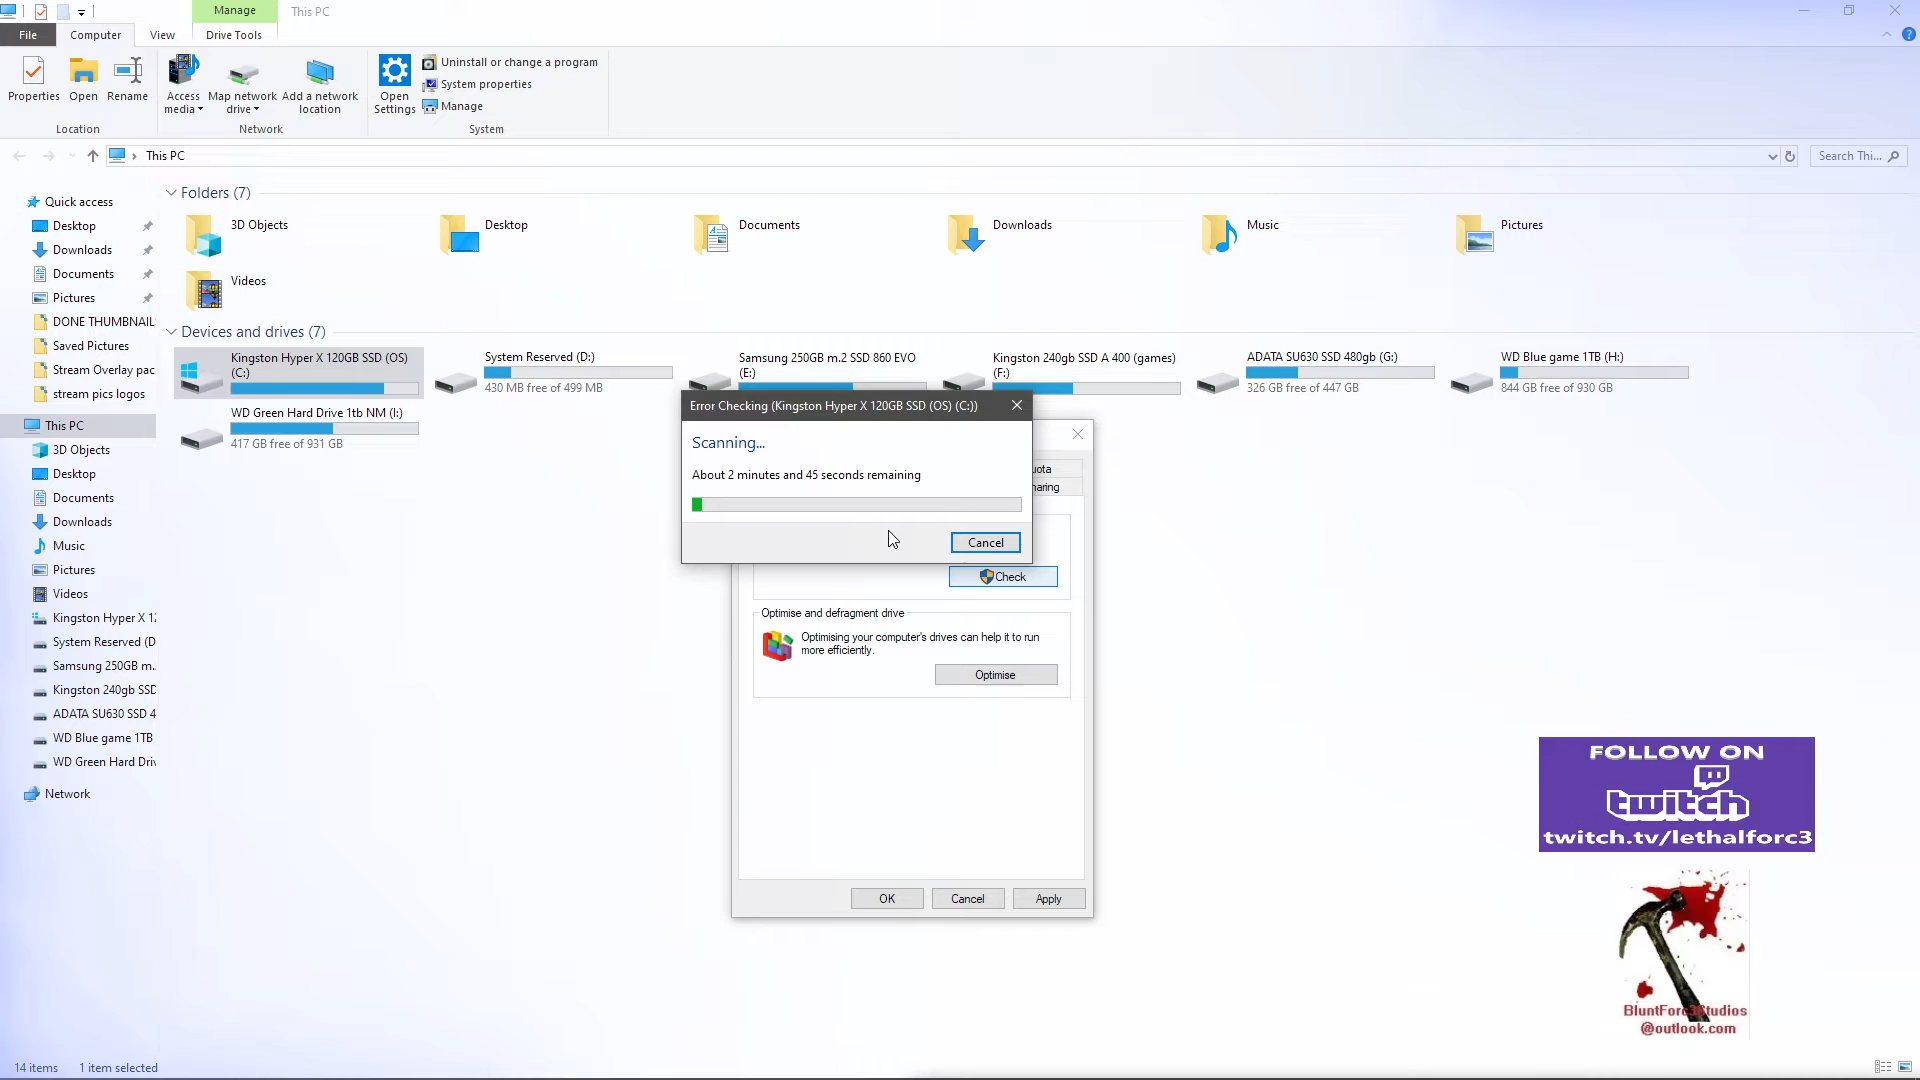 Manage
This PC
File
Computer
View
Drive Tools
Properties
Open
Rename
Access media
Map network drive
Add a network location
Open Settings
Uninstall or change a program
System properties
Manage
Location
Network
System
This PC
Search Thi...
Quick access
Desktop
Downloads
Documents
Pictures
DONE THUMBNAIL
Saved Pictures
Stream Overlay pac
stream pics logos
This PC
3D Objects
Desktop
Documents
Downloads
Music
Pictures
Videos
Kingston Hyper X 12
System Reserved (D
Samsung 250GB m..
Kingston 240gb SSD
ADATA SU630 SSD 4
WD Blue game 1TB
WD Green Hard Driv
Network
Folders (7)
3D Objects
Desktop
Documents
Downloads
Music
Pictures
Videos
Devices and drives (7)
Kingston Hyper X 120GB SSD (OS)
(C:)
System Reserved (D:)
430 MB free of 499 MB
Samsung 250GB m.2 SSD 860 EVO
(E:)
Kingston 240gb SSD A 400 (games)
(F:)
ADATA SU630 SSD 480gb (G:)
326 GB free of 447 GB
WD Blue game 1TB (H:)
844 GB free of 930 GB
WD Green Hard Drive 1tb NM (I:)
417 GB free of 931 GB
Error Checking (Kingston Hyper X 120GB SSD (OS) (C:))
Scanning...
About 2 minutes and 45 seconds remaining
Cancel
uota
haring
Check
Optimise and defragment drive
Optimising your computer's drives can help it to run
more efficiently.
Optimise
OK
Cancel
Apply
FOLLOW ON
twitch
twitch.tv/lethalforc3
BluntForc3Studios
@outlook.com
14 items
1 item selected